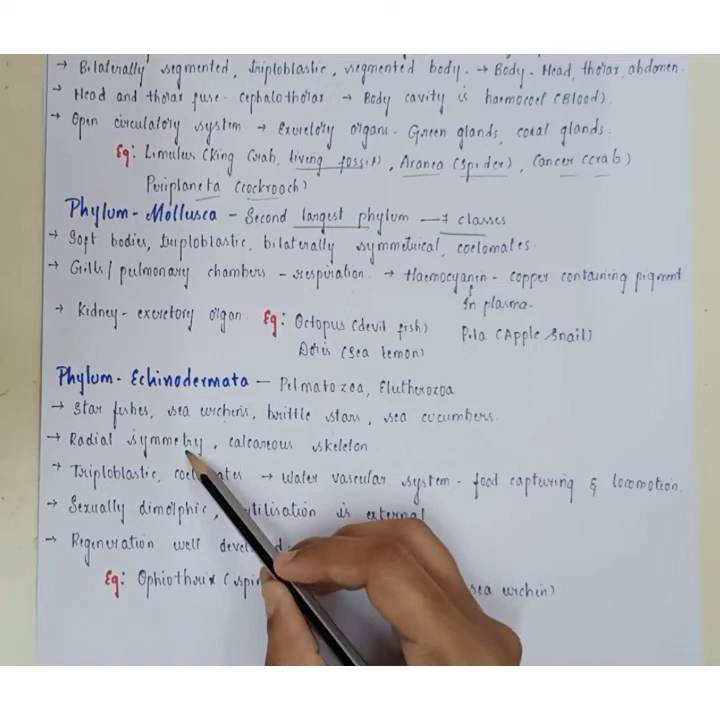 → Bilaterally segmented, triploblastic, segmented body. → Body - Head, thorax, abdomen.
→ Head and thorax fuse - cephalothorax → Body cavity is haemocoel (Blood).
→ Open circulatory system → Excretory organs - Green glands, coxal glands.
Eg: Limulus (King Crab, living fossil), Aranea (Spider), Cancer (Crab)
Periplaneta (cockroach)
Phylum - Mollusca - Second largest phylum → 7 classes
→ Soft bodies, triploblastic, bilaterally symmetrical, coelomates.
→ Gills / pulmonary chambers - respiration → Haemocyanin - copper containing pigment
In plasma.
→ Kidney - excretory organ Eg: Octopus (devil fish) Pila (Apple Snail)
Doris (Sea lemon)
Phylum - Echinodermata - Pelmatozoa, Elutherozoa
→ Star fishes, sea urchins, brittle stars, sea cucumbers.
→ Radial symmetry, calcareous skeleton
→ Triploblastic, → Water vascular system - food capturing & locomotion.
→ Sexually dimorphic, is external
→ Regeneration well
Eg: Ophiothrix sea urchin)